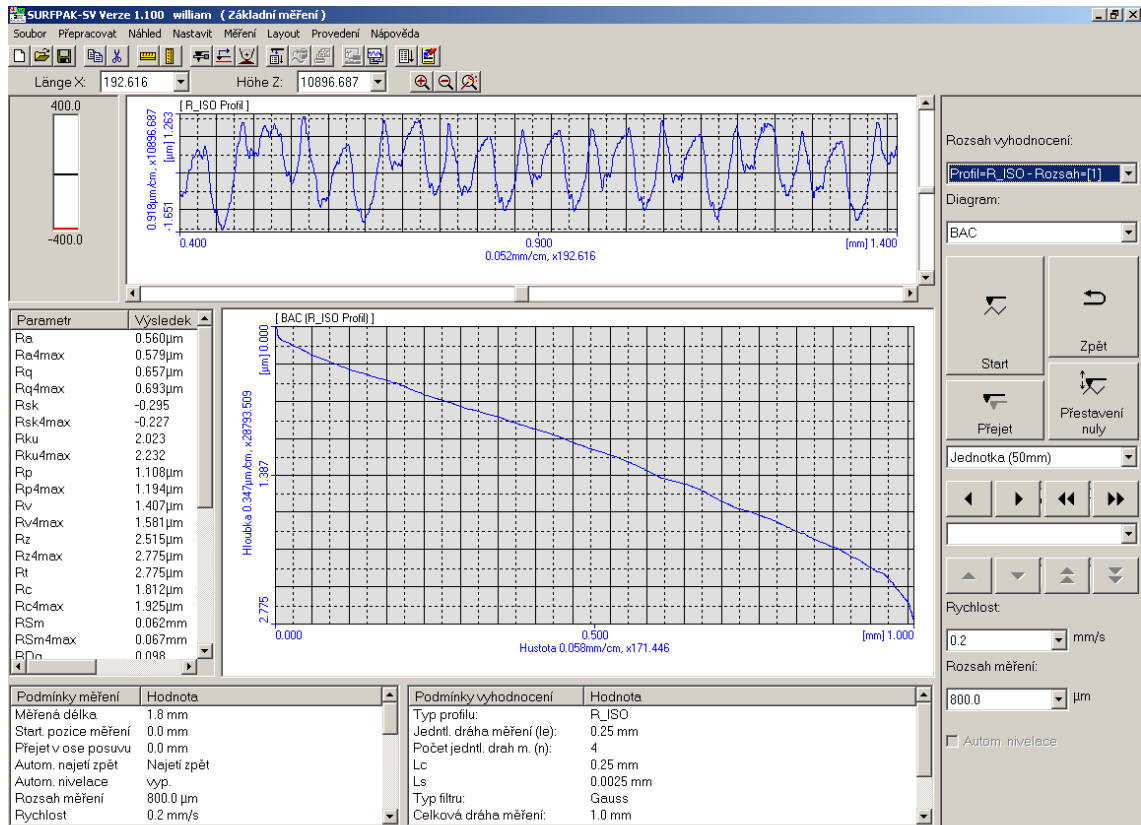 SURFPAK-SV Verze 1.100 william ( Základní měření )
Soubor Přepracovat Náhled Nastavit Měření Layout Provedení Nápověda
Länge X: 192.616 Höhe Z: 10896.687
400.0
-400.0
[ R_ISO Profil ]
0.918µm/cm, x10896.687
-1.651 [µm] 1.263
0.400 0.900 [mm] 1.400
0.052mm/cm, x192.616
Parametr Výsledek
Ra 0.560µm
Ra4max 0.579µm
Rq 0.657µm
Rq4max 0.693µm
Rsk -0.295
Rsk4max -0.227
Rku 2.023
Rku4max 2.232
Rp 1.108µm
Rp4max 1.194µm
Rv 1.407µm
Rv4max 1.581µm
Rz 2.515µm
Rz4max 2.775µm
Rt 2.775µm
Rc 1.812µm
Rc4max 1.925µm
RSm 0.062mm
RSm4max 0.067mm
RDq 0.098
[ BAC (R_ISO Profil) ]
Hloubka 0.347µm/cm, x28793.509
2.775 1.387 [µm] 0.000
0.000 0.500 [mm] 1.000
Hustota 0.058mm/cm, x171.446
Podmínky měření Hodnota
Měřená délka 1.8 mm
Start. pozice měření 0.0 mm
Přejet v ose posuvu 0.0 mm
Autom. najetí zpět Najetí zpět
Autom. nivelace vyp.
Rozsah měření 800.0 µm
Rychlost 0.2 mm/s
Podmínky vyhodnocení Hodnota
Typ profilu: R_ISO
Jedntl. dráha měření (le): 0.25 mm
Počet jedntl. drah m. (n): 4
Lc 0.25 mm
Ls 0.0025 mm
Typ filtru: Gauss
Celková dráha měření: 1.0 mm
Rozsah vyhodnocení:
Profil=R_ISO - Rozsah=[1]
Diagram:
BAC
Start
Zpět
Přejet
Přestavení
nuly
Jednotka (50mm)
Rychlost:
0.2 mm/s
Rozsah měření:
800.0 µm
Autom. nivelace